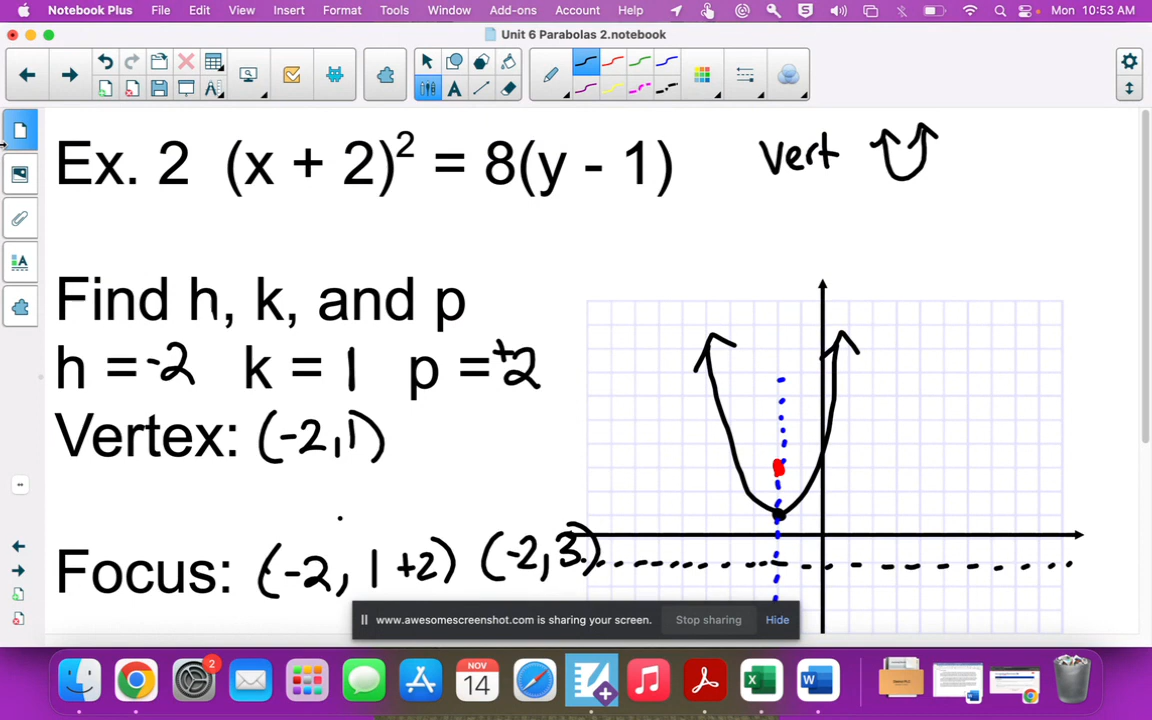 Notebook Plus File Edit View Insert Format Tools Window Add-ons Account Help S Mon 10:53 AM
Unit 6 Parabolas 2.notebook
Ex. 2 (x + 2)² = 8(y - 1) Vert
Find h, k, and p
h = -2 k = 1 p = +2
Vertex: (-2, 1)
Focus: (-2, 1 +2) (-2, 3)
www.awesomescreenshot.com is sharing your screen. Stop sharing Hide
2
NOV
14
X
W